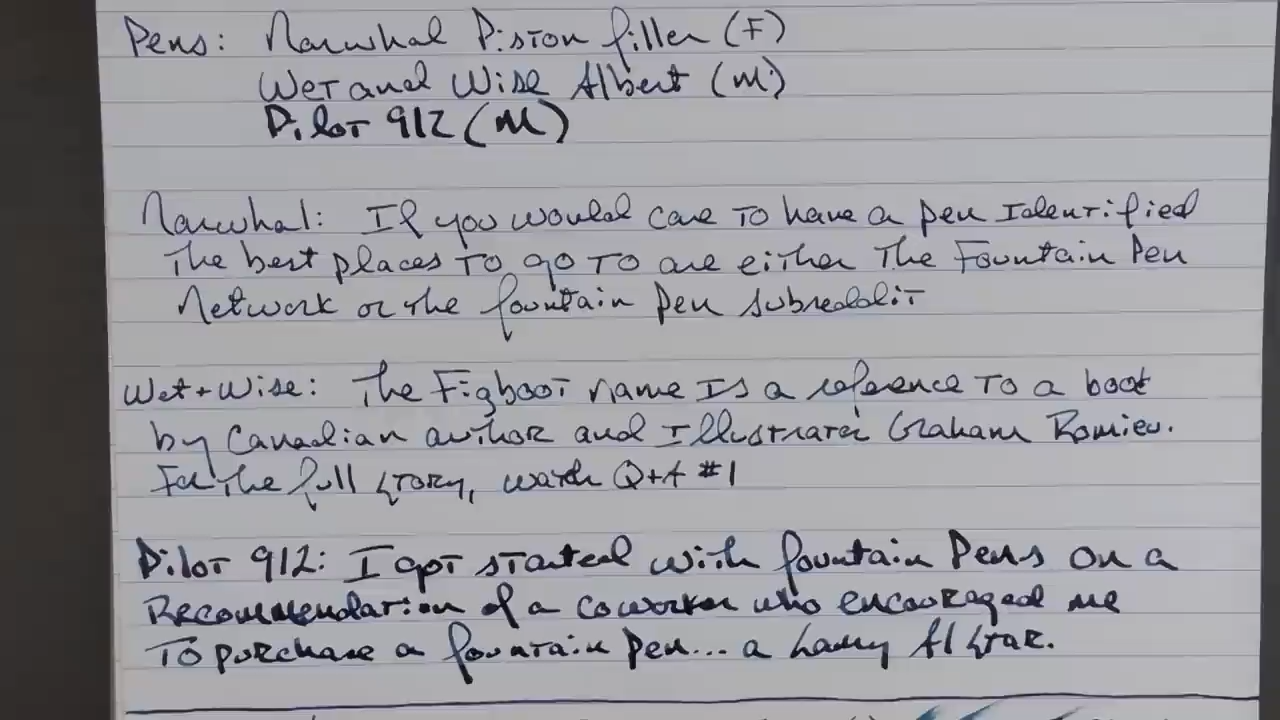 Pens: Narwhal Piston filler (F)
Wet and Wise Albert (M)
Pilot 912 (M)
Narwhal: If you would care to have a pen identified
the best places to go to are either the Fountain Pen
Network or the fountain pen subreddit
Wet + Wise: The Figboot name is a reference to a boot
by Canadian author and illustrator Graham Romieu.
For the full story, watch Q+A #1
Pilot 912: I got started with fountain pens on a
recommendation of a coworker who encouraged me
to purchase a fountain pen... a Lamy Al Star.